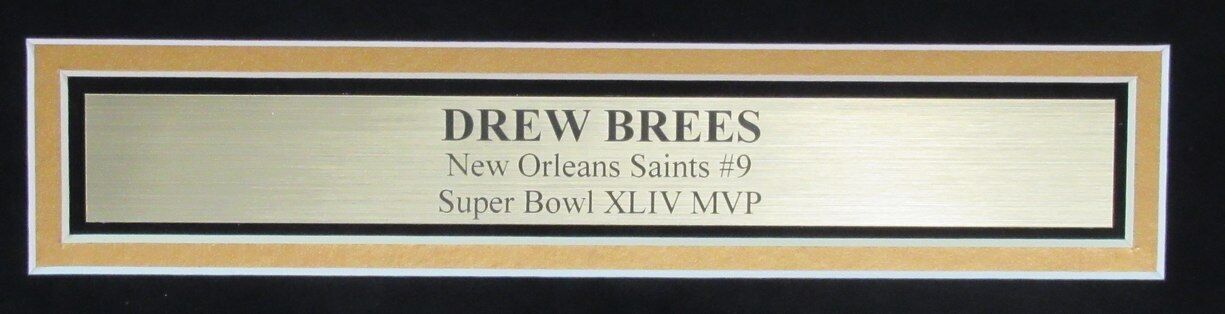 DREW BREES
New Orleans Saints #9
Super Bowl XLIV MVP